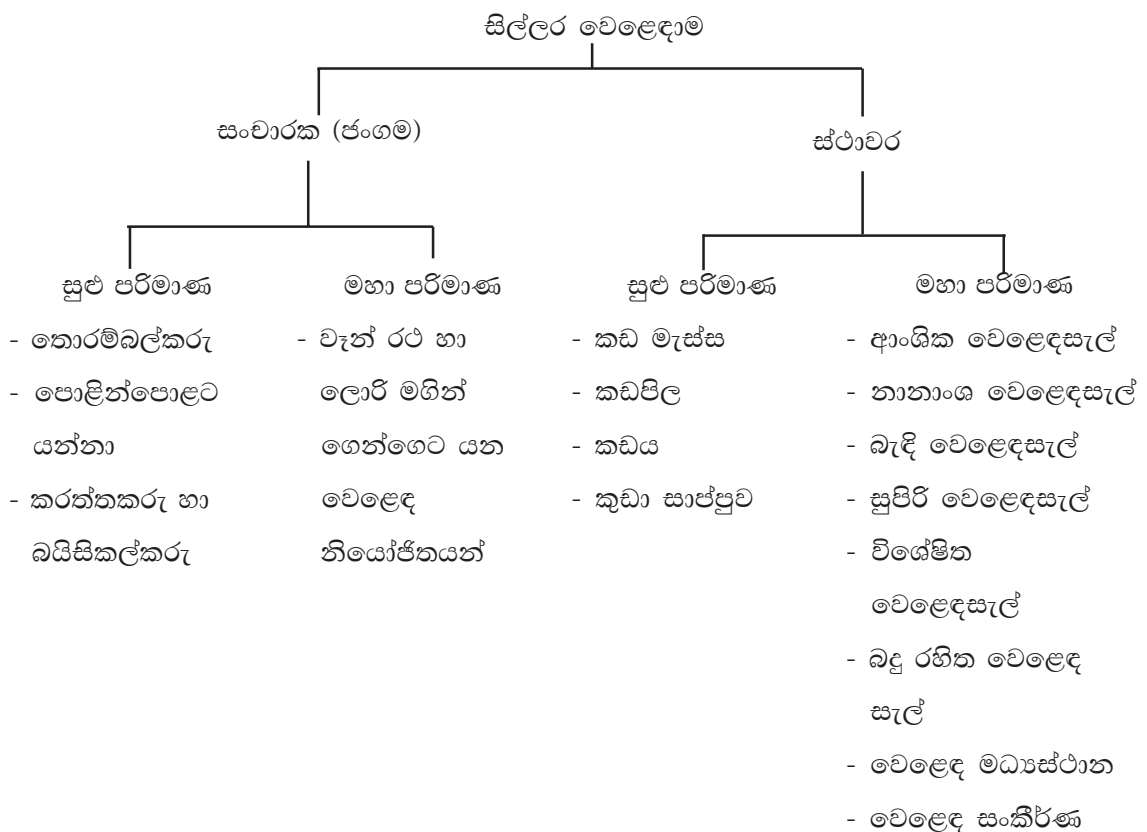 සිල්ලර වෙළෙඳාම
සංචාරක (ජංගම)
ස්ථාවර
සුළු පරිමාණ
- තොරම්බල්කරු
- පොළින්පොළට
යන්නා
- කරත්තකරු හා
බයිසිකල්කරු
මහා පරිමාණ
- වෑන් රථ හා
ලොරි මගින්
ගෙන්ගෙට යන
වෙළෙඳ
නියෝජිතයන්
සුළු පරිමාණ
- කඩ මැස්ස
- කඩපිල
- කඩය
- කුඩා සාප්පුව
මහා පරිමාණ
- ආංශික වෙළෙඳසැල්
- නානාංශ වෙළෙඳසැල්
- බැඳි වෙළෙඳසැල්
- සුපිරි වෙළෙඳසැල්
- විශේෂිත
වෙළෙඳසැල්
- බදු රහිත වෙළෙඳ
සැල්
- වෙළෙඳ මධ්‍යස්ථාන
- වෙළෙඳ සංකීර්ණ